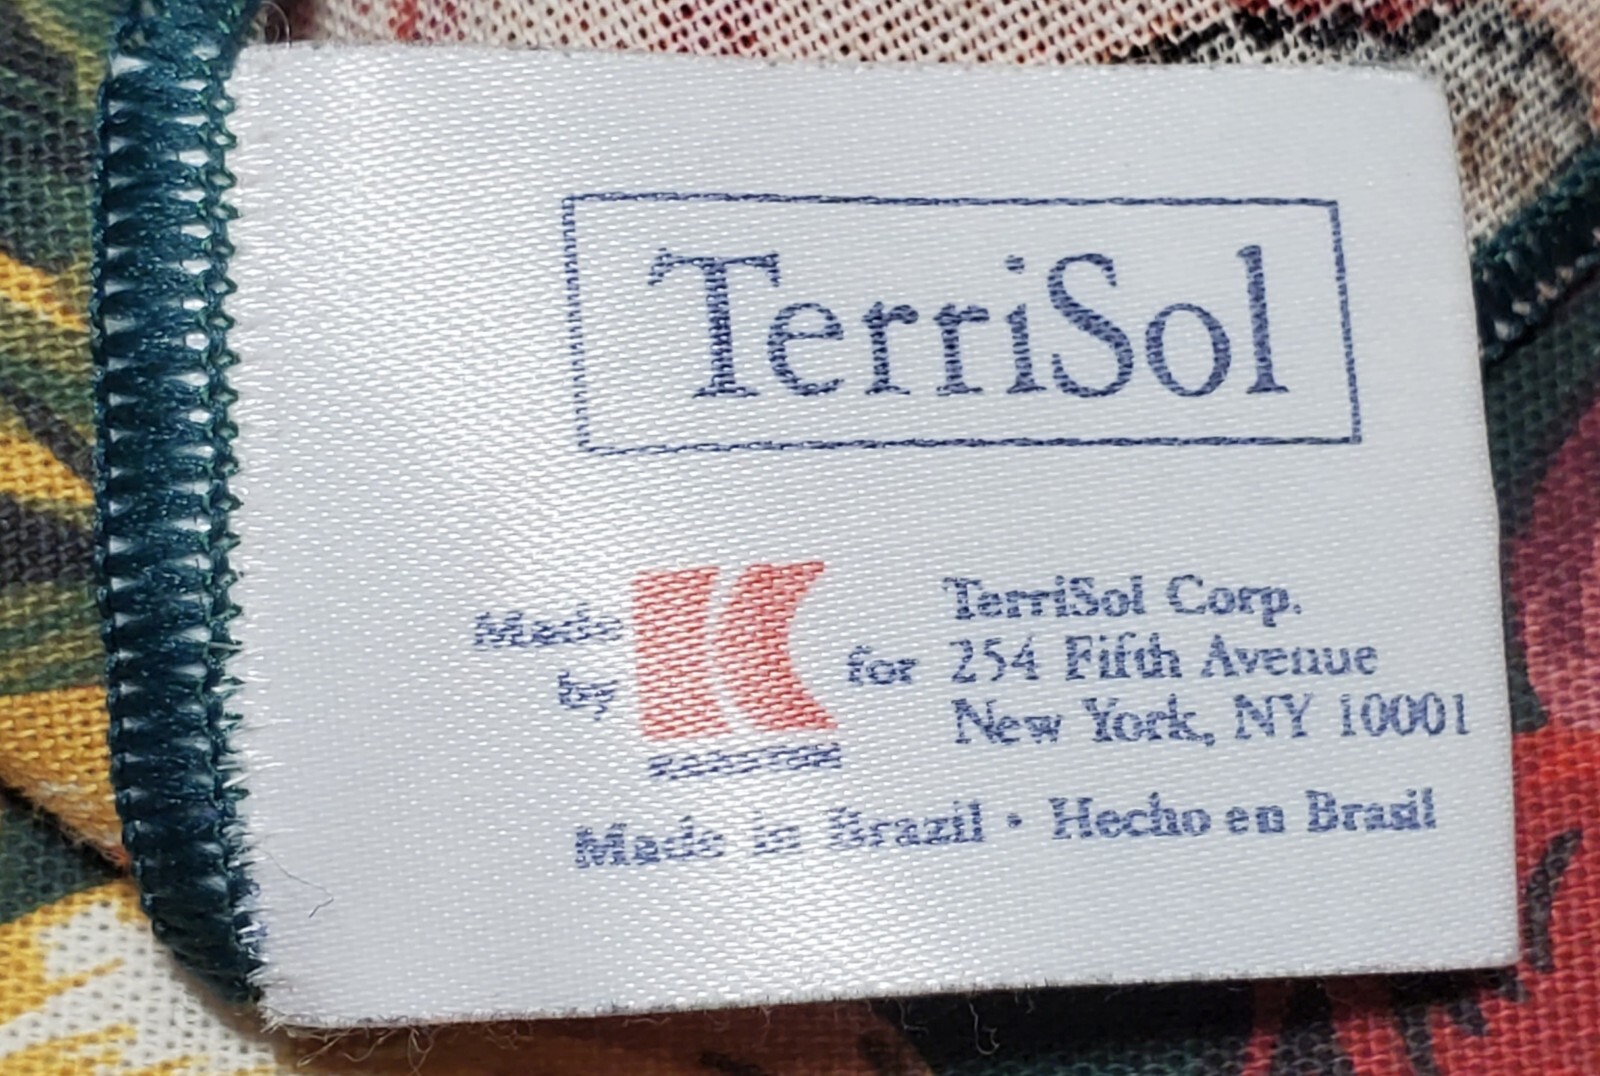 TerriSol
Made
by
KARSTEN
for
TerriSol Corp.
254 Fifth Avenue
New York, NY 10001
Made in Brazil • Hecho en Brasil